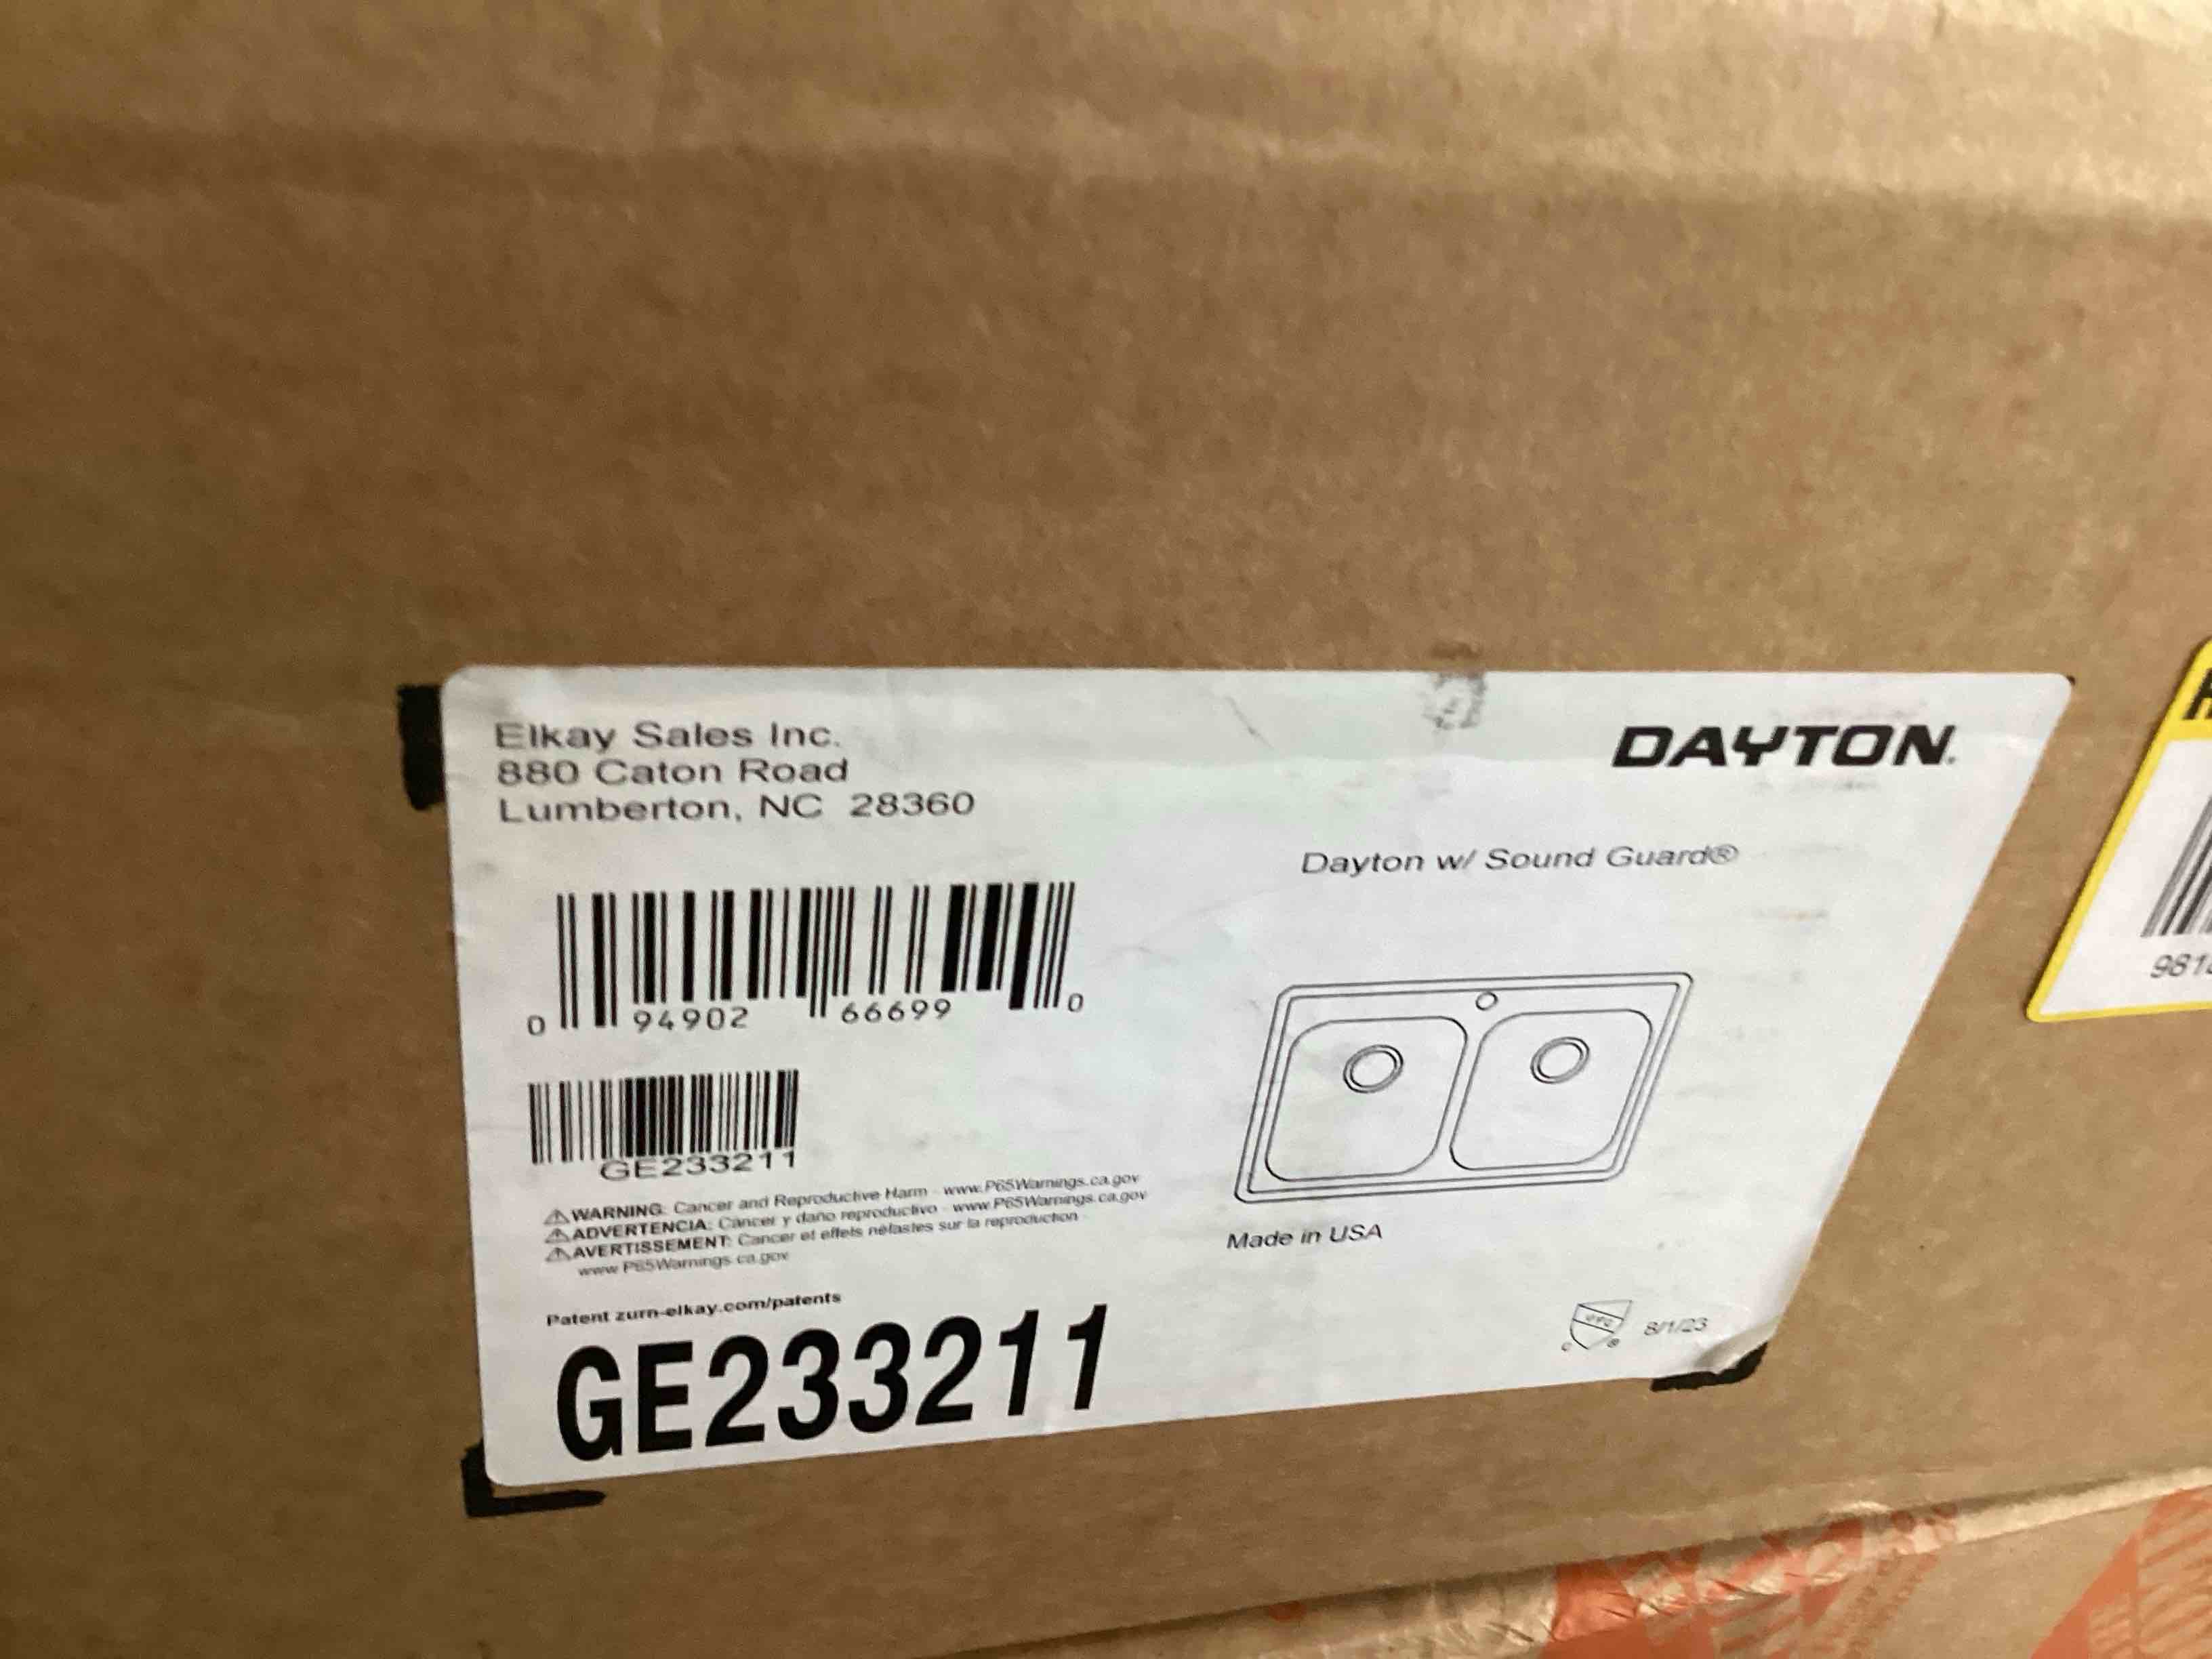 Elkay Sales Inc.
880 Caton Road
Lumberton, NC 28360
DAYTON.
Dayton w/ Sound Guard®
0 94902 66699 0
GE233211
WARNING: Cancer and Reproductive Harm - www.P65Warnings.ca.gov
ADVERTENCIA: Cáncer y daño reproductivo - www.P65Warnings.ca.gov
AVERTISSEMENT: Cancer et effets néfastes sur la reproduction -
www.P65Warnings.ca.gov
Made in USA
Patent zurn-elkay.com/patents
GE233211
UPC
8/1/23